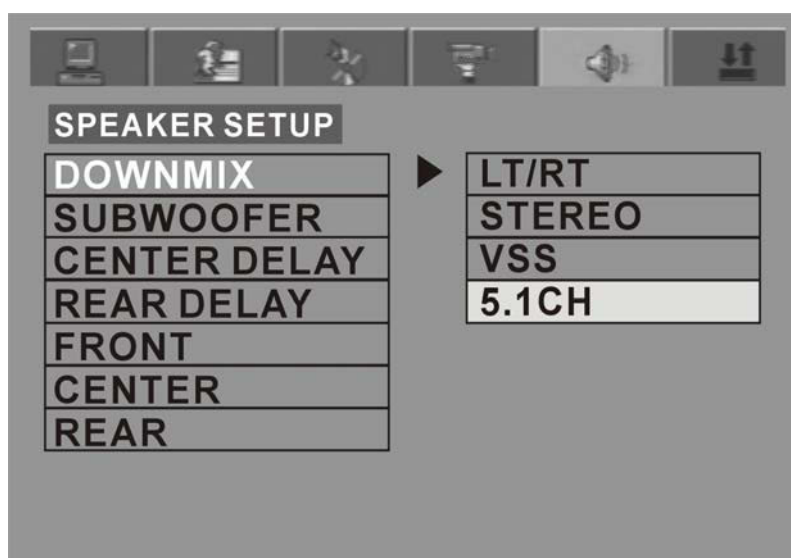 SPEAKER SETUP
DOWNMIX
SUBWOOFER
CENTER DELAY
REAR DELAY
FRONT
CENTER
REAR
LT/RT
STEREO
VSS
5.1CH